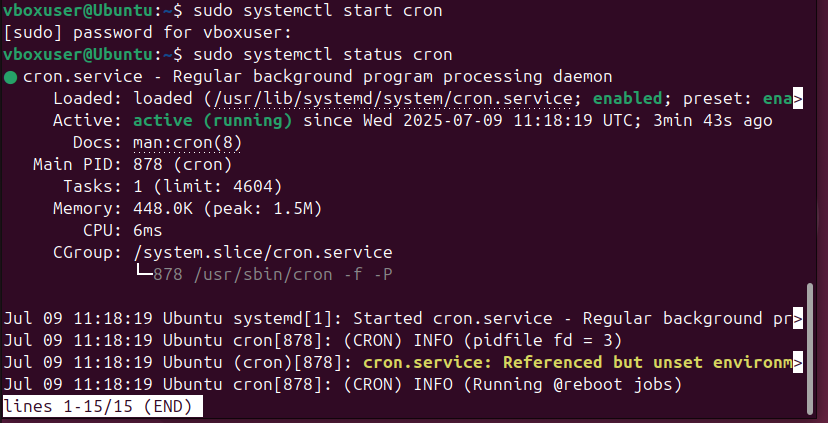 vboxuser@Ubuntu:~$ sudo systemctl start cron
[sudo] password for vboxuser:
vboxuser@Ubuntu:~$ sudo systemctl status cron
● cron.service - Regular background program processing daemon
     Loaded: loaded (/usr/lib/systemd/system/cron.service; enabled; preset: ena>
     Active: active (running) since Wed 2025-07-09 11:18:19 UTC; 3min 43s ago
       Docs: man:cron(8)
   Main PID: 878 (cron)
      Tasks: 1 (limit: 4604)
     Memory: 448.0K (peak: 1.5M)
        CPU: 6ms
     CGroup: /system.slice/cron.service
             └─878 /usr/sbin/cron -f -P
Jul 09 11:18:19 Ubuntu systemd[1]: Started cron.service - Regular background pr>
Jul 09 11:18:19 Ubuntu cron[878]: (CRON) INFO (pidfile fd = 3)
Jul 09 11:18:19 Ubuntu (cron)[878]: cron.service: Referenced but unset environm>
Jul 09 11:18:19 Ubuntu cron[878]: (CRON) INFO (Running @reboot jobs)
lines 1-15/15 (END)